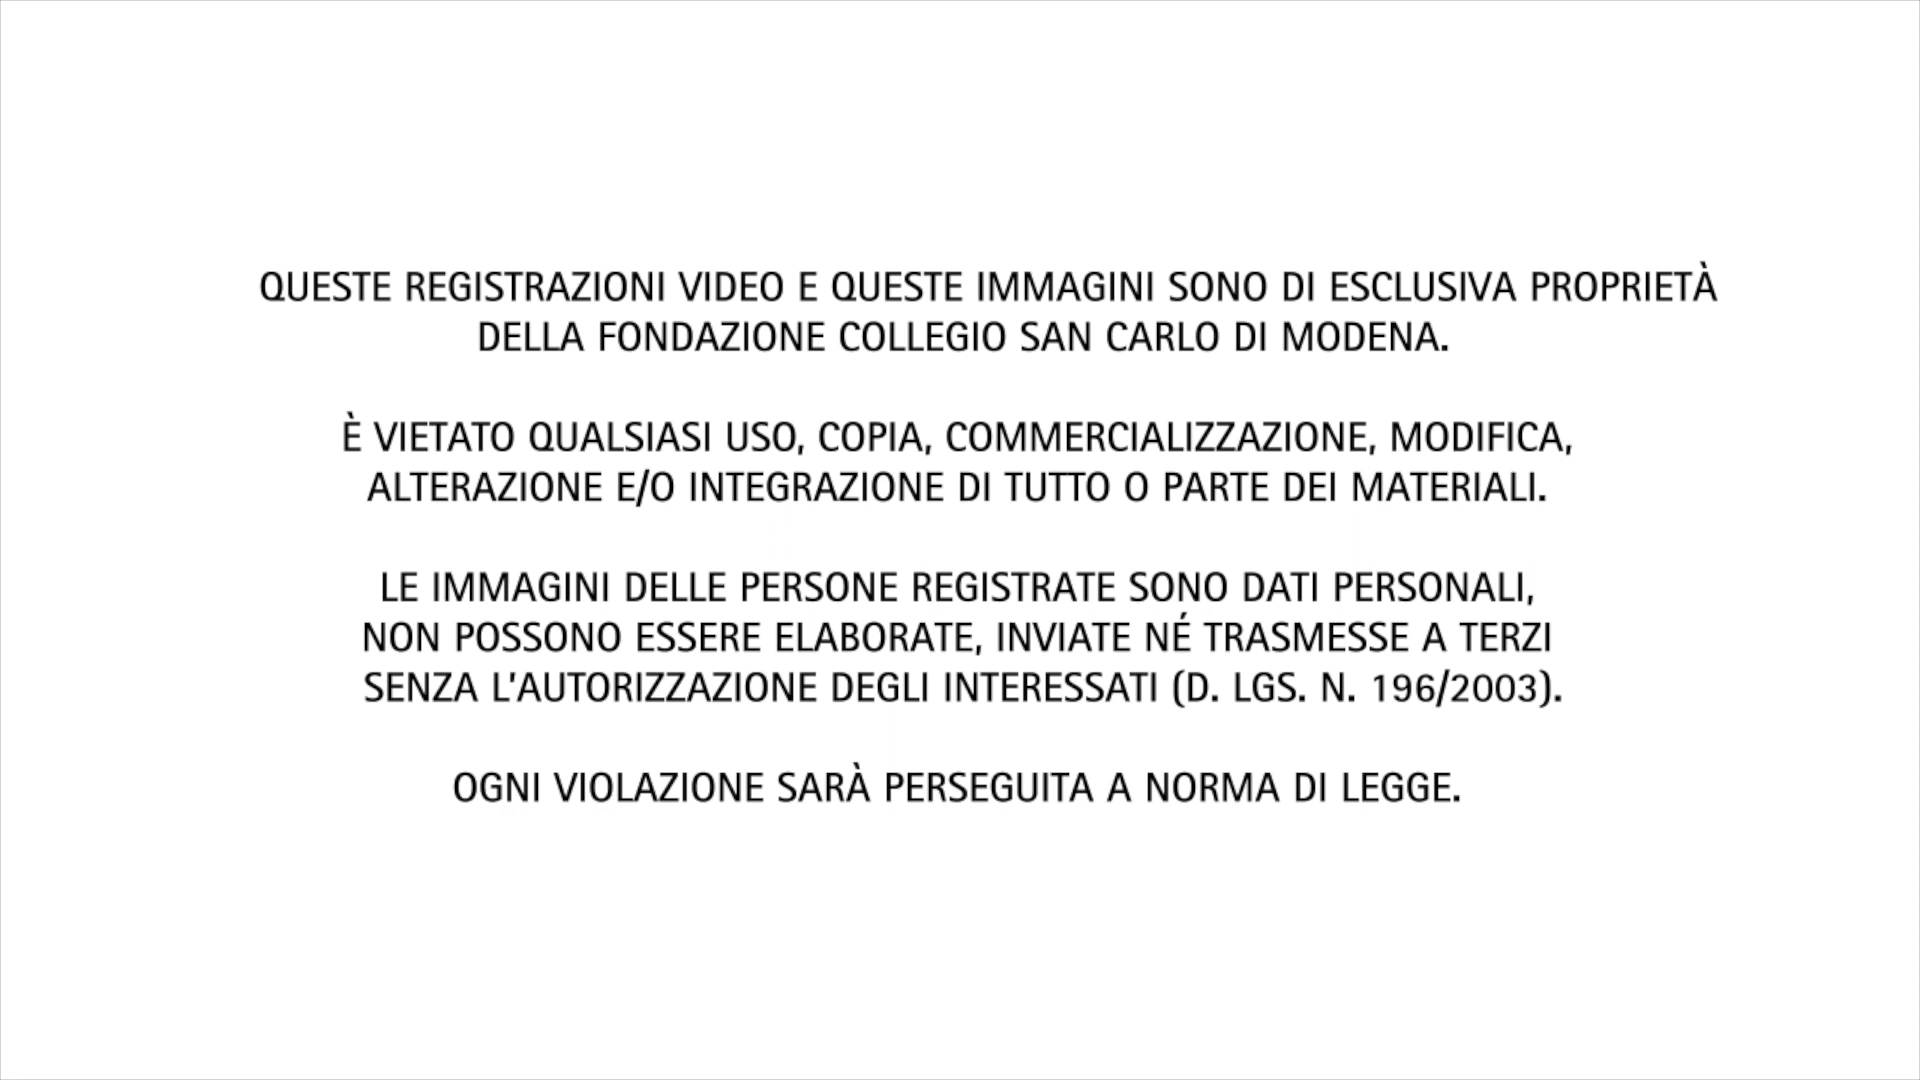 QUESTE REGISTRAZIONI VIDEO E QUESTE IMMAGINI SONO DI ESCLUSIVA PROPRIETÀ
DELLA FONDAZIONE COLLEGIO SAN CARLO DI MODENA.
È VIETATO QUALSIASI USO, COPIA, COMMERCIALIZZAZIONE, MODIFICA,
ALTERAZIONE E/O INTEGRAZIONE DI TUTTO O PARTE DEI MATERIALI.
LE IMMAGINI DELLE PERSONE REGISTRATE SONO DATI PERSONALI,
NON POSSONO ESSERE ELABORATE, INVIATE NÉ TRASMESSE A TERZI
SENZA L'AUTORIZZAZIONE DEGLI INTERESSATI (D. LGS. N. 196/2003).
OGNI VIOLAZIONE SARÀ PERSEGUITA A NORMA DI LEGGE.